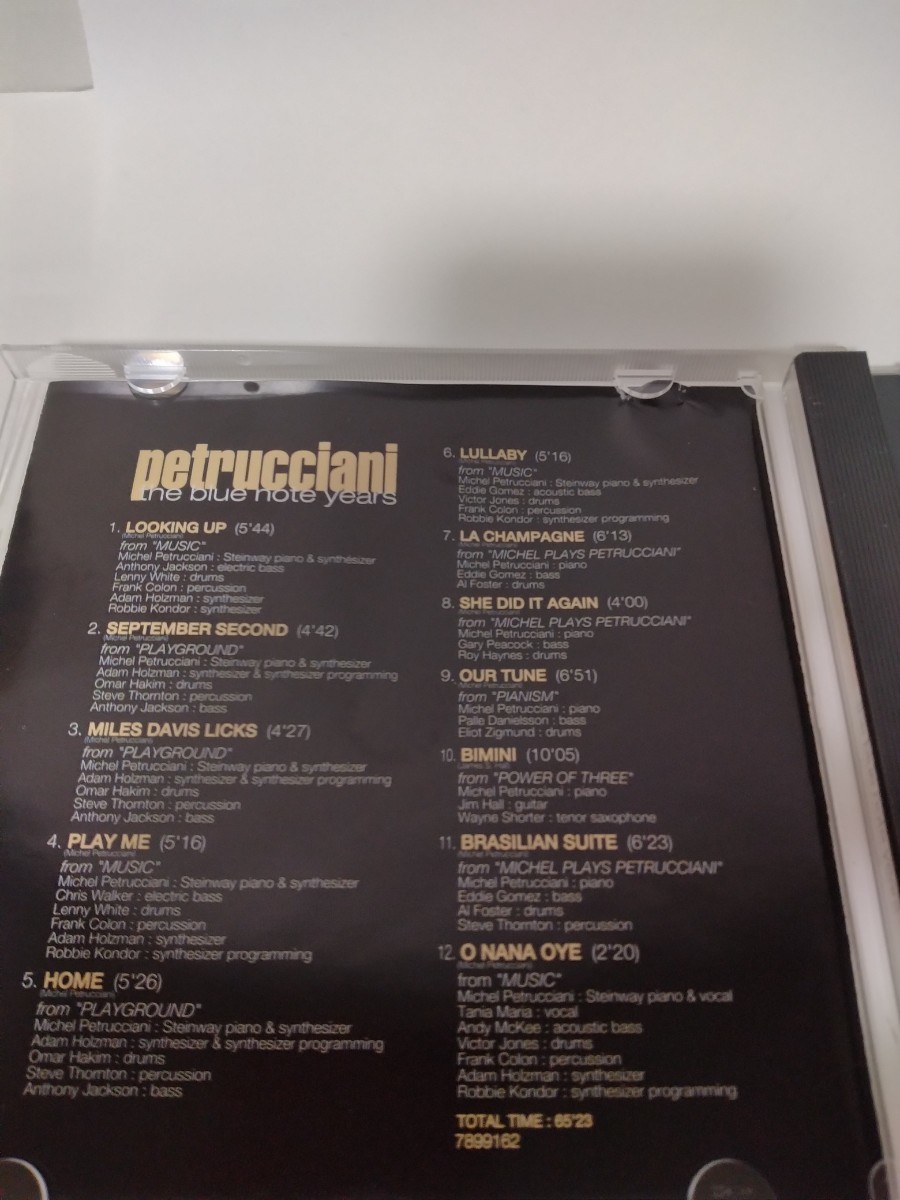 petrucciani
the blue note years
1. LOOKING UP (5'44)
(Michel Petrucciani)
from "MUSIC"
Michel Petrucciani : Steinway piano & synthésizer
Anthony Jackson : electric bass
Lenny White : drums
Frank Colon : percussion
Adam Holzman : synthesizer
Robbie Kondor : synthesizer
2. SEPTEMBER SECOND (4'42)
(Michel Petrucciani)
from "PLAYGROUND"
Michel Petrucciani : Steinway piano & synthesizer
Adam Holzman : synthesizer & synthesizer programming
Omar Hakim : drums
Steve Thornton : percussion
Anthony Jackson : bass
3. MILES DAVIS LICKS (4'27)
(Michel Petrucciani)
from "PLAYGROUND"
Michel Petrucciani : Steinway piano & synthesizer
Adam Holzman : synthesizer & synthesizer programming
Omar Hakim : drums
Steve Thornton : percussion
Anthony Jackson : bass
4. PLAY ME (5'16)
(Michel Petrucciani)
from "MUSIC"
Michel Petrucciani : Steinway piano & synthesizer
Chris Walker : electric bass
Lenny White : drums
Frank Colon : percussion
Adam Holzman : synthesizer
Robbie Kondor : synthesizer programming
5. HOME (5'26)
(Michel Petrucciani)
from "PLAYGROUND"
Michel Petrucciani : Steinway piano & synthesizer
Adam Holzman : synthesizer & synthesizer programming
Omar Hakim : drums
Steve Thornton : percussion
Anthony Jackson : bass
6. LULLABY (5'16)
from "MUSIC"
Michel Petrucciani : Steinway piano & synthesizer
Eddie Gomez : acoustic bass
Victor Jones : drums
Frank Colon : percussion
Robbie Kondor : synthesizer programming
7. LA CHAMPAGNE (6'13)
from "MICHEL PLAYS PETRUCCIANI"
Michel Petrucciani : piano
Eddie Gomez : bass
Al Foster : drums
8. SHE DID IT AGAIN (4'00)
from "MICHEL PLAYS PETRUCCIANI"
Michel Petrucciani : piano
Gary Peacock : bass
Roy Haynes : drums
9. OUR TUNE (6'51)
from "PIANISM"
Michel Petrucciani : piano
Palle Danielsson : bass
Eliot Zigmund : drums
10. BIMINI (10'05)
from "POWER OF THREE"
Michel Petrucciani : piano
Jim Hall : guitar
Wayne Shorter : tenor saxophone
11. BRASILIAN SUITE (6'23)
(Michel Petrucciani)
from "MICHEL PLAYS PETRUCCIANI"
Michel Petrucciani : piano
Eddie Gomez : bass
Al Foster : drums
Steve Thornton : percussion
12. O NANA OYE (2'20)
(Michel Petrucciani)
from "MUSIC"
Michel Petrucciani : Steinway piano & vocal
Tania Maria : vocal
Andy McKee : acoustic bass
Victor Jones : drums
Frank Colon : percussion
Adam Holzman : synthesizer
Robbie Kondor : synthesizer programming
TOTAL TIME : 65'23
7899162